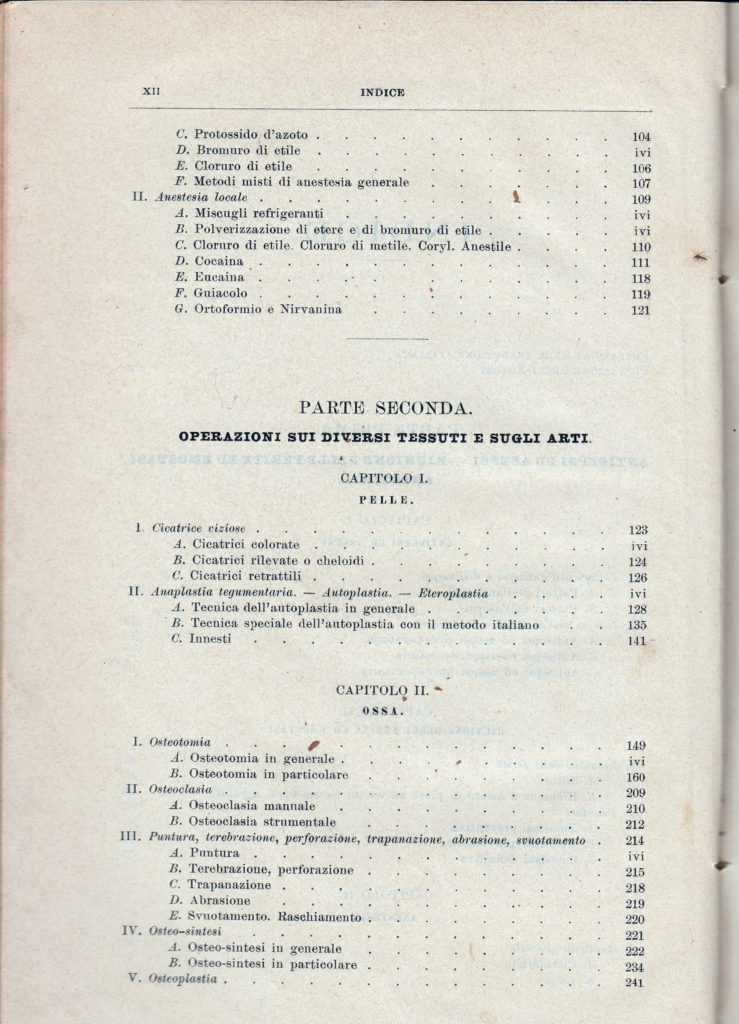 XII INDICE
C. Protossido d'azoto . . . . . . . . . . . 104
D. Bromuro di etile . . . . . . . . . . . ivi
E. Cloruro di etile . . . . . . . . . . . 106
F. Metodi misti di anestesia generale . . . . . . . 107
II. Anestesia locale . . . . . . . . . . . . . 109
A. Miscugli refrigeranti . . . . . . . . . . ivi
B. Polverizzazione di etere e di bromuro di etile . . . . . ivi
C. Cloruro di etile. Cloruro di metile. Coryl. Anestile . . . . 110
D. Cocaina . . . . . . . . . . . . . 111
E. Eucaina . . . . . . . . . . . . . 118
F. Guiacolo . . . . . . . . . . . . . 119
G. Ortoformio e Nirvanina . . . . . . . . . 121
PARTE SECONDA.
OPERAZIONI SUI DIVERSI TESSUTI E SUGLI ARTI.
CAPITOLO I.
PELLE.
I. Cicatrice viziose . . . . . . . . . . . . . 123
A. Cicatrici colorate . . . . . . . . . . . ivi
B. Cicatrici rilevate o cheloidi . . . . . . . . . 124
C. Cicatrici retrattili . . . . . . . . . . . 126
II. Anaplastia tegumentaria. — Autoplastia. — Eteroplastia . . . . ivi
A. Tecnica dell'autoplastia in generale . . . . . . . 128
B. Tecnica speciale dell'autoplastia con il metodo italiano . . 135
C. Innesti . . . . . . . . . . . . . 141
CAPITOLO II.
OSSA.
I. Osteotomia . . . . . . . . . . . . . . 149
A. Osteotomia in generale . . . . . . . . . . ivi
B. Osteotomia in particolare . . . . . . . . . 160
II. Osteoclasia . . . . . . . . . . . . . . 209
A. Osteoclasia manuale . . . . . . . . . . 210
B. Osteoclasia strumentale . . . . . . . . . . 212
III. Puntura, terebrazione, perforazione, trapanazione, abrasione, svuotamento . 214
A. Puntura . . . . . . . . . . . . . ivi
B. Terebrazione, perforazione . . . . . . . . . 215
C. Trapanazione . . . . . . . . . . . . 218
D. Abrasione . . . . . . . . . . . . . 219
E. Svuotamento. Raschiamento . . . . . . . . . 220
IV. Osteo-sintesi . . . . . . . . . . . . . 221
A. Osteo-sintesi in generale . . . . . . . . . 222
B. Osteo-sintesi in particolare . . . . . . . . . 234
V. Osteoplastia . . . . . . . . . . . . . . 241